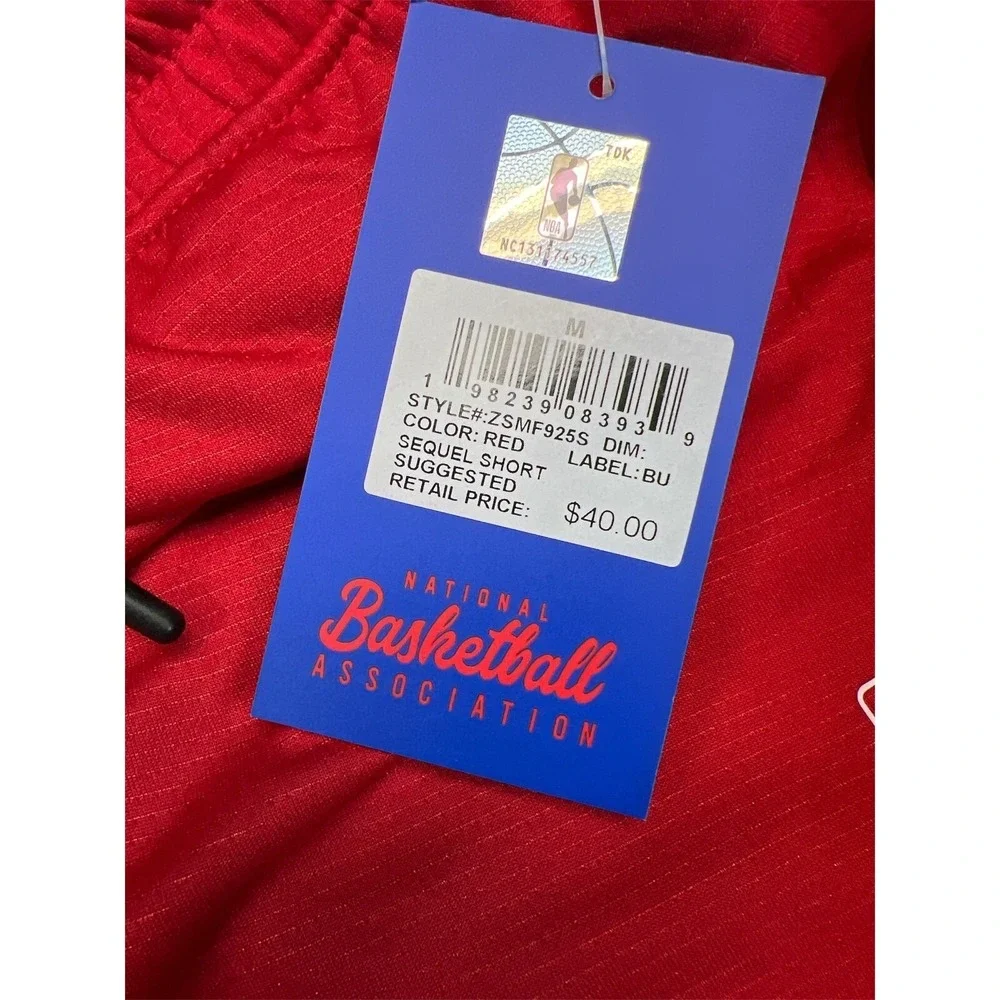 TDK
NBA
NC131174557
M
1 98239 08393 9
STYLE#:ZSMF925S DIM:
COLOR: RED LABEL:BU
SEQUEL SHORT
SUGGESTED
RETAIL PRICE: $40.00
NATIONAL
Basketball
ASSOCIATION